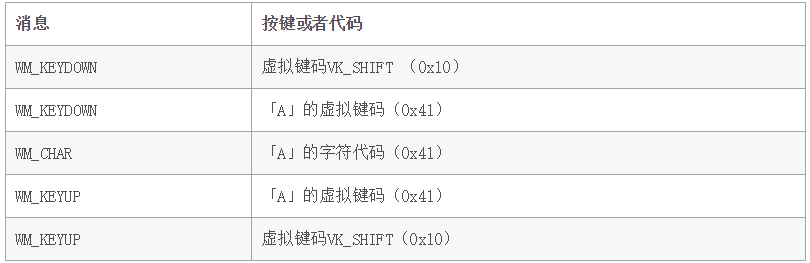 消息 按键或者代码
WM_KEYDOWN 虚拟键码VK_SHIFT （0x10）
WM_KEYDOWN 「A」的虚拟键码（0x41）
WM_CHAR 「A」的字符代码（0x41）
WM_KEYUP 「A」的虚拟键码（0x41）
WM_KEYUP 虚拟键码VK_SHIFT（0x10）